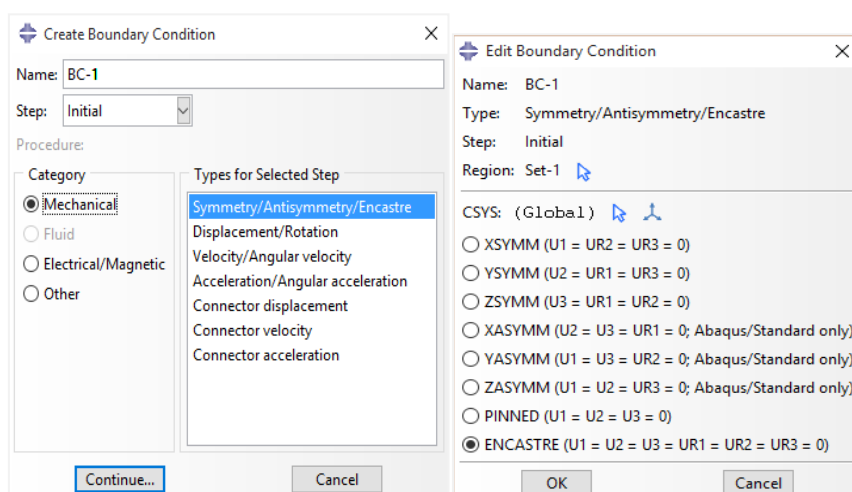 Create Boundary Condition
Name: BC-1
Step: Initial
Procedure:
Category
Mechanical
Fluid
Electrical/Magnetic
Other
Types for Selected Step
Symmetry/Antisymmetry/Encastre
Displacement/Rotation
Velocity/Angular velocity
Acceleration/Angular acceleration
Connector displacement
Connector velocity
Connector acceleration
Continue...
Cancel
Edit Boundary Condition
Name: BC-1
Type: Symmetry/Antisymmetry/Encastre
Step: Initial
Region: Set-1
CSYS: (Global)
XSYMM (U1 = UR2 = UR3 = 0)
YSYMM (U2 = UR1 = UR3 = 0)
ZSYMM (U3 = UR1 = UR2 = 0)
XASYMM (U2 = U3 = UR1 = 0; Abaqus/Standard only)
YASYMM (U1 = U3 = UR2 = 0; Abaqus/Standard only)
ZASYMM (U1 = U2 = UR3 = 0; Abaqus/Standard only)
PINNED (U1 = U2 = U3 = 0)
ENCASTRE (U1 = U2 = U3 = UR1 = UR2 = UR3 = 0)
OK
Cancel